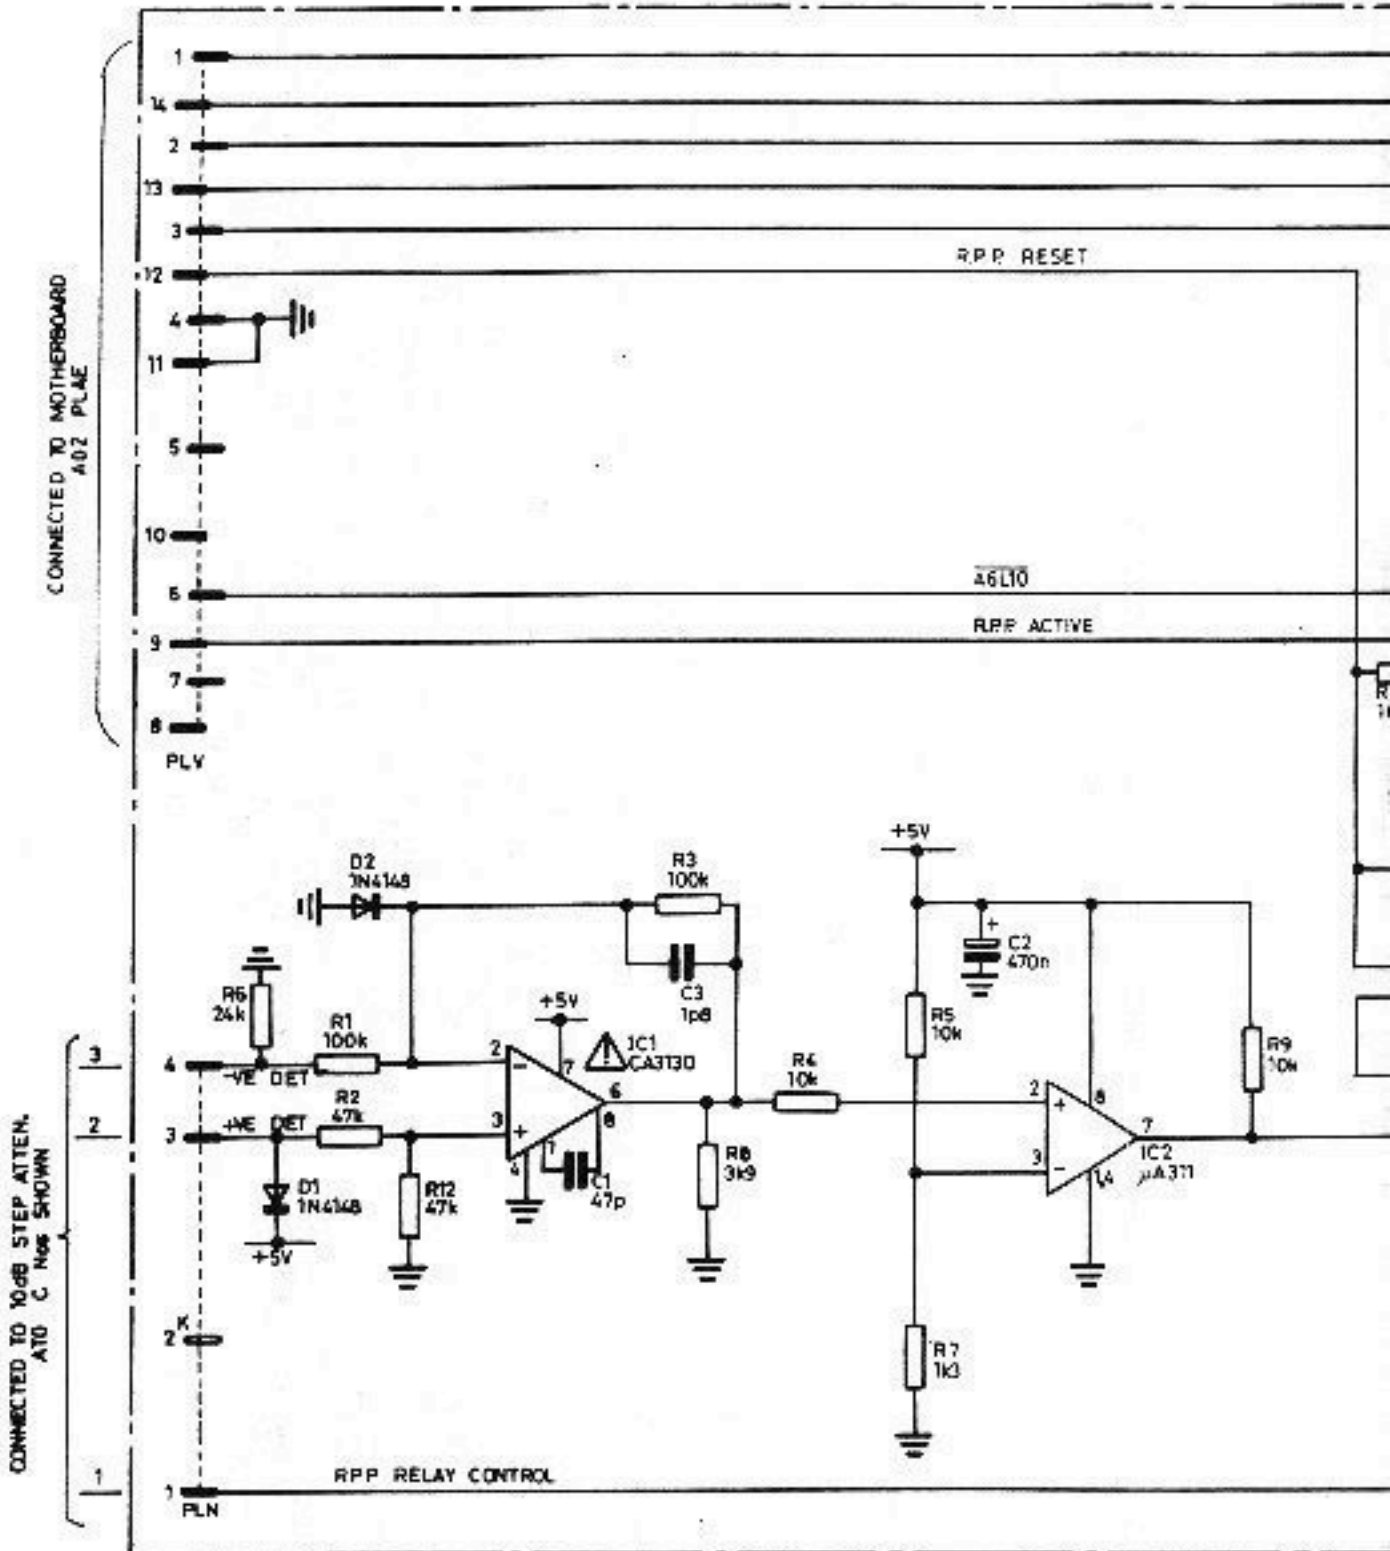 1
14
2
13
3
R.P.P. RESET
12
4
11
CONNECTED TO MOTHERBOARD
A02 PLAE
5
10
A6L10
6
R.P.P. ACTIVE
9
7
8
PLV
+5V
D2
1N4148
R3
100k
C2
470n
+
R6
24k
C3
1p8
+5V
R1
100k
IC1
CA3130
R5
10k
R9
10k
3
4
-VE DET
2
-
7
6
R4
10k
2
+
8
R2
47k
2
3
+VE DET
3
+
8
1
4
7
IC2
µA311
3
-
1,4
D1
1N4148
+5V
R12
47k
C1
47p
R8
3k9
CONNECTED TO 10dB STEP ATTEN.
AT0 C Nos SHOWN
2
K
R7
1k3
1
1
RPP RELAY CONTROL
PLN